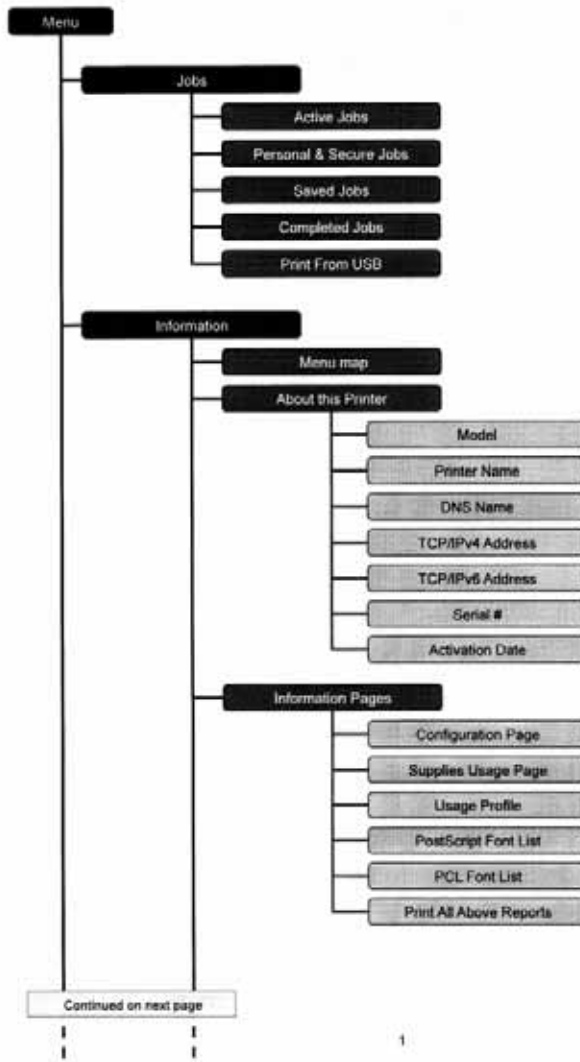 Menu
Jobs
Active Jobs
Personal & Secure Jobs
Saved Jobs
Completed Jobs
Print From USB
Information
Menu map
About this Printer
Model
Printer Name
DNS Name
TCP/IPv4 Address
TCP/IPv6 Address
Serial #
Activation Date
Information Pages
Configuration Page
Supplies Usage Page
Usage Profile
PostScript Font List
PCL Font List
Print All Above Reports
Continued on next page
1